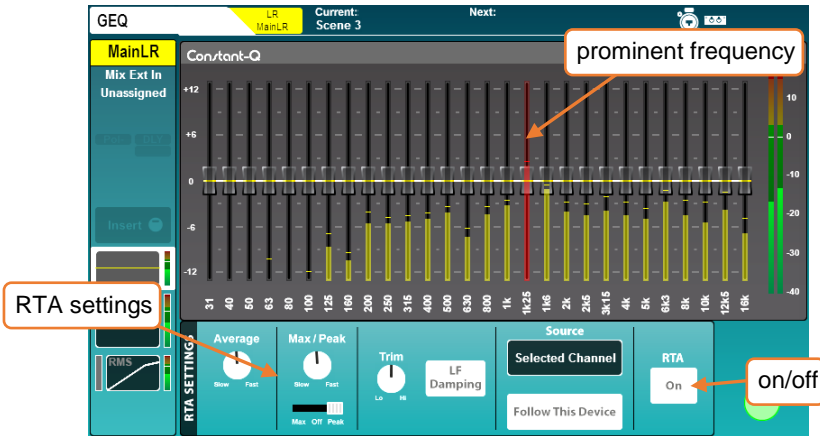 GEQ
LR
MainLR
Current:
Scene 3
Next:
MainLR
Mix Ext In
Unassigned
Insert
RMS
Constant-Q
prominent frequency
+12
+6
0
-6
-12
10
0
-10
-20
-30
-40
31 40 50 63 80 100 125 160 200 250 315 400 500 630 800 1k 1k25 1k6 2k 2k5 3k15 4k 5k 6k3 8k 10k 12k5 16k
RTA settings
RTA SETTINGS
Average
Slow Fast
Max / Peak
Slow Fast
Max Off Peak
Trim
Lo Hi
LF
Damping
Source
Selected Channel
Follow This Device
RTA
On
on/off